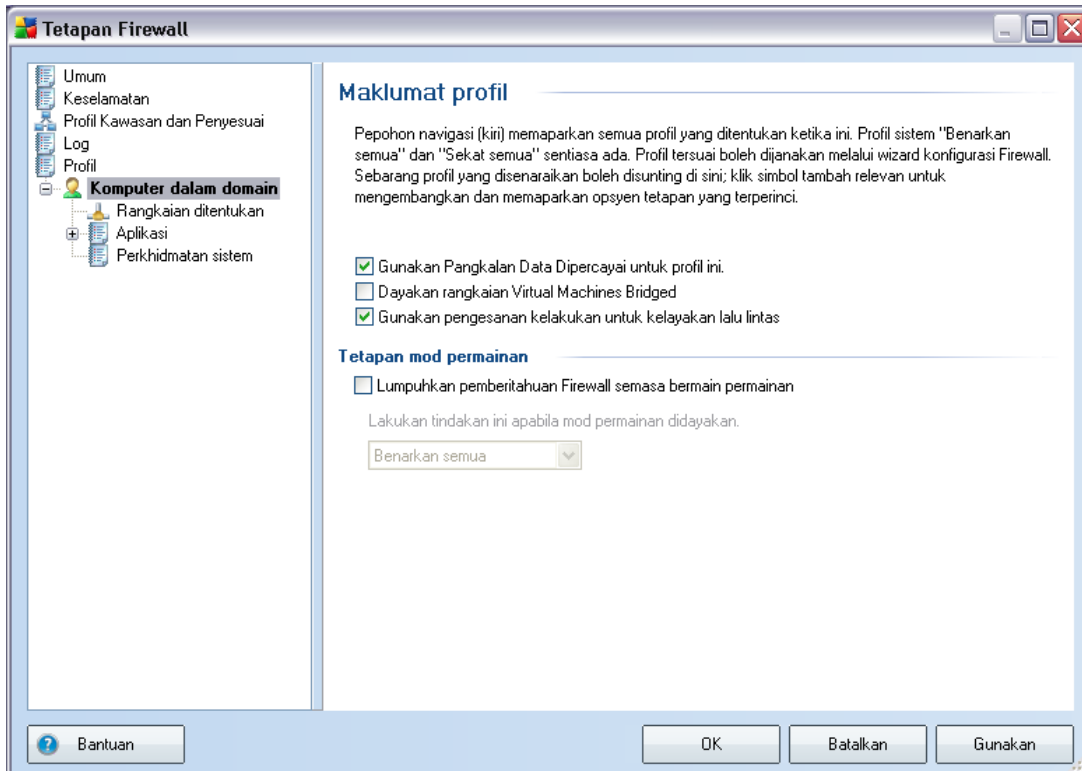 Tetapan Firewall
Umum
Keselamatan
Profil Kawasan dan Penyesuai
Log
Profil
Komputer dalam domain
Rangkaian ditentukan
Aplikasi
Perkhidmatan sistem
Maklumat profil
Pepohon navigasi (kiri) memaparkan semua profil yang ditentukan ketika ini. Profil sistem "Benarkan
semua" dan "Sekat semua" sentiasa ada. Profil tersuai boleh dijanakan melalui wizard konfigurasi Firewall.
Sebarang profil yang disenaraikan boleh disunting di sini; klik simbol tambah relevan untuk
mengembangkan dan memaparkan opsyen tetapan yang terperinci.
Gunakan Pangkalan Data Dipercayai untuk profil ini.
Dayakan rangkaian Virtual Machines Bridged
Gunakan pengesanan kelakukan untuk kelayakan lalu lintas
Tetapan mod permainan
Lumpuhkan pemberitahuan Firewall semasa bermain permainan
Lakukan tindakan ini apabila mod permainan didayakan.
Benarkan semua
Bantuan
OK
Batalkan
Gunakan